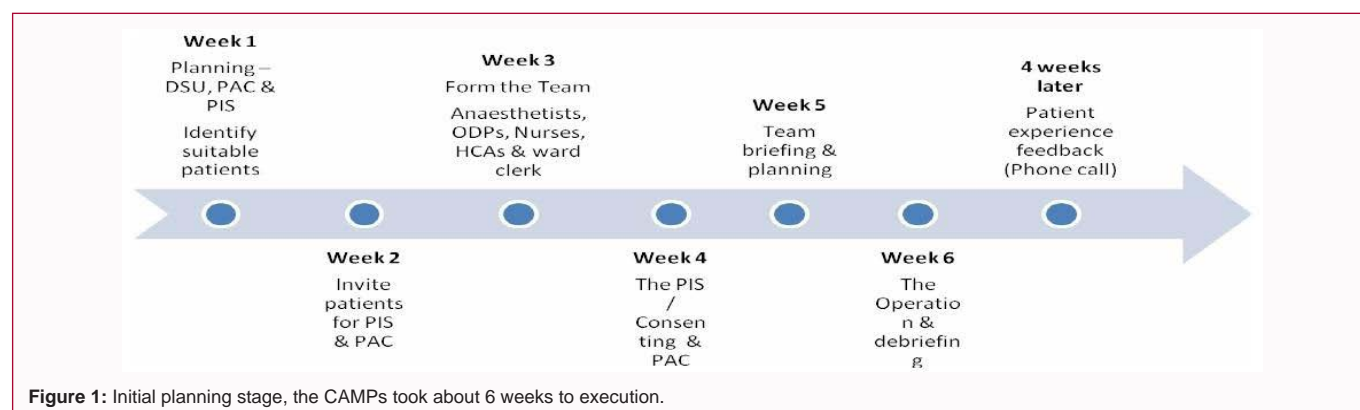 Week 1
Planning –
DSU, PAC &
PIS
Identify
suitable
patients
Week 2
Invite
patients
for PIS
& PAC
Week 3
Form the Team
Anaesthetists,
ODPs, Nurses,
HCAs & ward
clerk
Week 4
The PIS
/
Consen
ting & 
PAC
Week 5
Team
briefing &
planning
Week 6
The
Operatio
n &
debriefin
g
4 weeks
later
Patient
experience
feedback
(Phone call)
Figure 1: Initial planning stage, the CAMPs took about 6 weeks to execution.